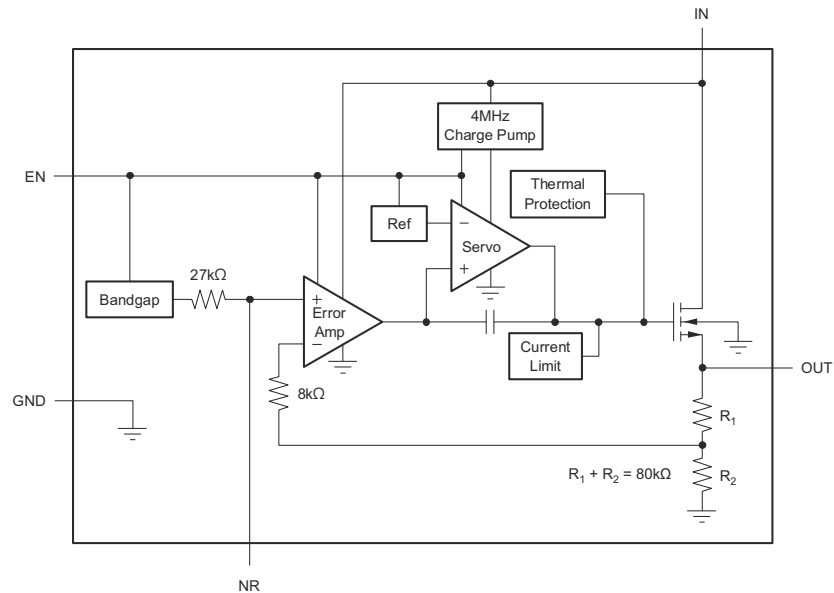 IN
4MHz
Charge Pump
EN
Thermal
Protection
Ref
−
Servo
+
27kΩ
Bandgap
+
Error
Amp
−
Current
Limit
OUT
8kΩ
GND
R1
R1 + R2 = 80kΩ
R2
NR